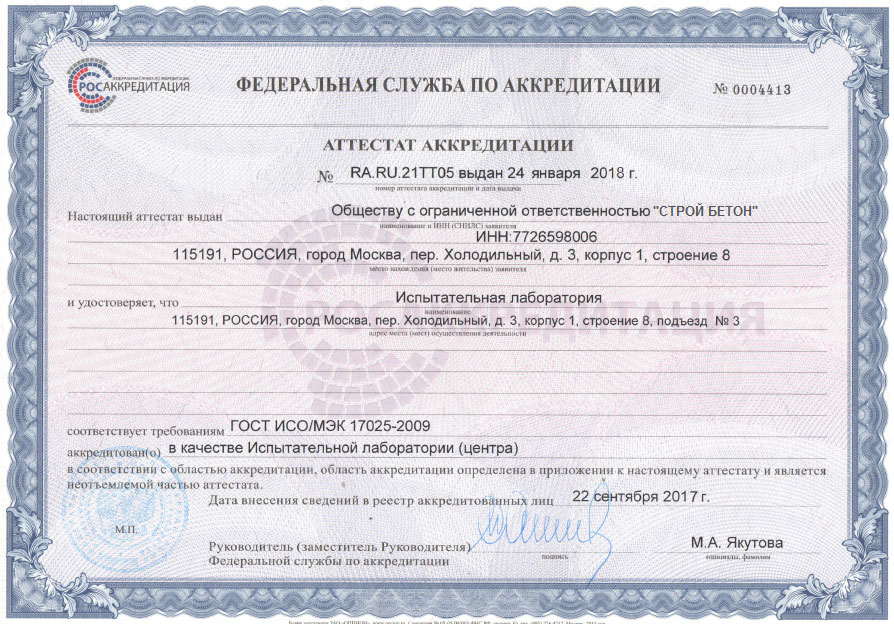 ФЕДЕРАЛЬНАЯ СЛУЖБА ПО АККРЕДИТАЦИИ
РОСАККРЕДИТАЦИЯ
ФЕДЕРАЛЬНАЯ СЛУЖБА ПО АККРЕДИТАЦИИ
№ 0004413
АТТЕСТАТ АККРЕДИТАЦИИ
№ RA.RU.21ТТ05 выдан 24 января 2018 г.
номер аттестата аккредитации и дата выдачи
Настоящий аттестат выдан Обществу с ограниченной ответственностью "СТРОЙ БЕТОН"
наименование и ИНН (СНИЛС) заявителя
ИНН:7726598006
115191, РОССИЯ, город Москва, пер. Холодильный, д. 3, корпус 1, строение 8
место нахождения (место жительства) заявителя
и удостоверяет, что Испытательная лаборатория
наименование
РОСАККРЕДИТАЦИЯ
115191, РОССИЯ, город Москва, пер. Холодильный, д. 3, корпус 1, строение 8, подъезд № 3
адрес места (мест) осуществления деятельности
соответствует требованиям ГОСТ ИСО/МЭК 17025-2009
аккредитован(о) в качестве Испытательной лаборатории (центра)
в соответствии с областью аккредитации, область аккредитации определена в приложении к настоящему аттестату и является
неотъемлемой частью аттестата.
Дата внесения сведений в реестр аккредитованных лиц 22 сентября 2017 г.
М.П.
Руководитель (заместитель Руководителя)
Федеральной службы по аккредитации
подпись
М.А. Якутова
инициалы, фамилия